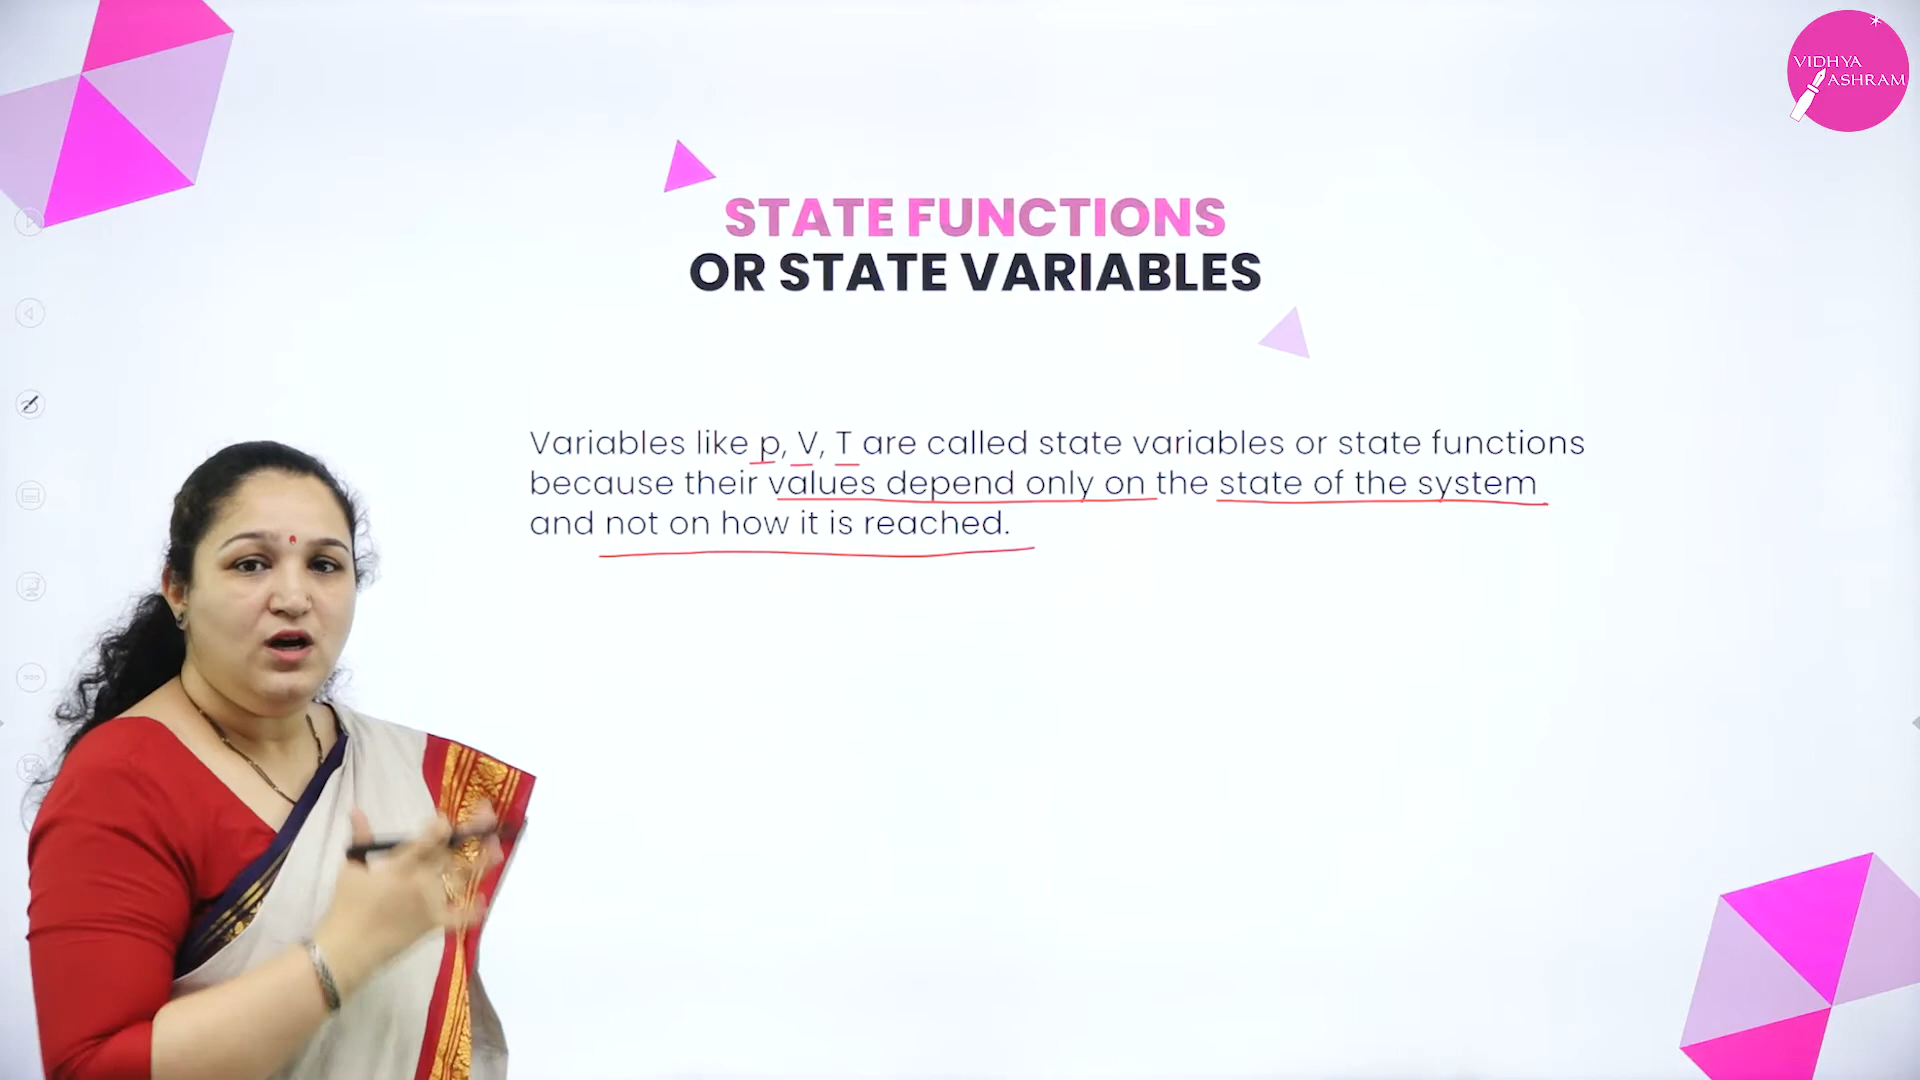 VIDHYA
ASHRAM
STATE FUNCTIONS
OR STATE VARIABLES
Variables like p, V, T are called state variables or state functions
because their values depend only on the state of the system
and not on how it is reached.